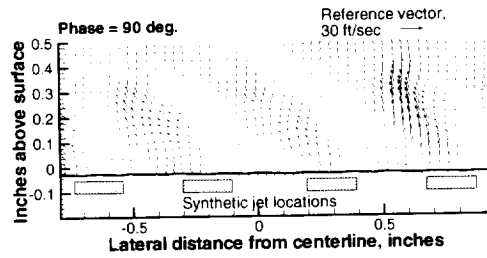 Phase = 90 deg.
Reference vector,
30 ft/sec
Inches above surface
0.5
0.4
0.3
0.2
0.1
0
-0.1
Synthetic jet locations
-0.5
0
0.5
Lateral distance from centerline, inches